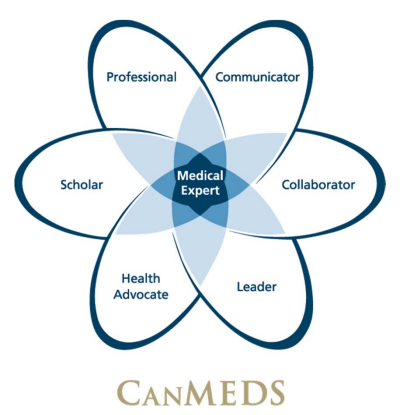 Professional
Communicator
Scholar
Medical
Expert
Collaborator
Health
Advocate
Leader
CANMEDS